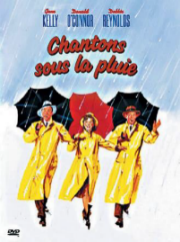 Gene Donald Debbie
KELLY O'CONNOR REYNOLDS
Chantons
sous la pluie
DVD